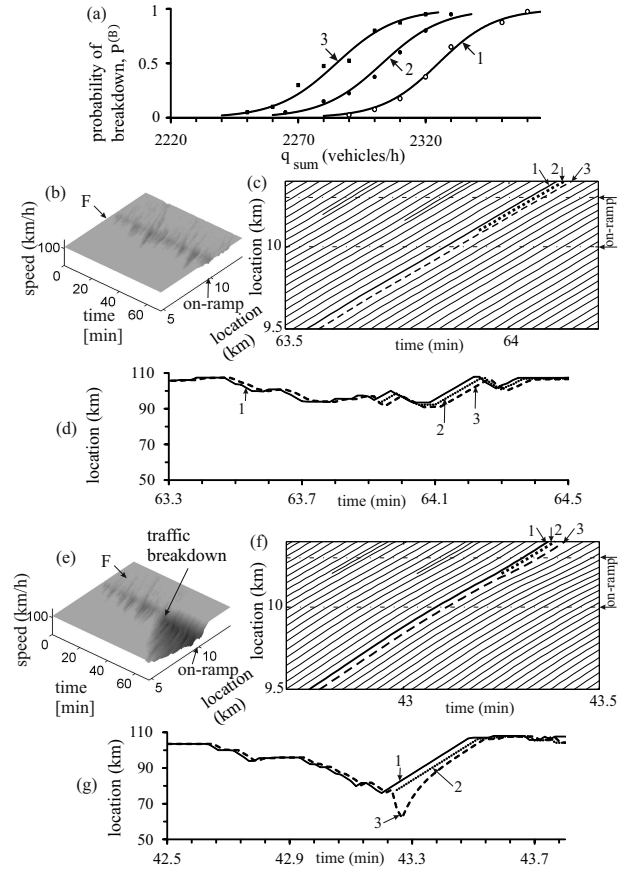 (a)
probability of breakdown, P(B)
1
0.5
0
3
2
1
2220
2270
2320
q sum (vehicles/h)
(b)
F
speed (km/h)
100
0
20
40
60
time [min]
5
10
on-ramp
location (km)
(c)
1 2 3
location (km)
10
9.5
on-ramp
63.5
time (min)
64
(d)
location (km)
110
90
70
50
1
2
3
63.3
63.7
time (min)
64.1
64.5
(e)
traffic breakdown
F
speed (km/h)
100
0
20
40
60
time [min]
5
10
on-ramp
location (km)
(f)
1 2 3
location (km)
10
9.5
on-ramp
43
time (min)
43.5
(g)
location (km)
110
90
70
50
1
2
3
42.5
42.9
time (min)
43.3
43.7